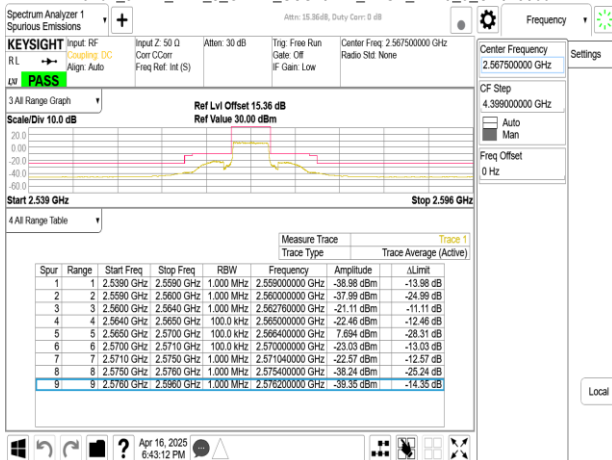 Spectrum Analyzer 1
Spurious Emissions
Attn: 15.36dB, Duty Corr: 0 dB
Frequency
KEYSIGHT
RL
LXI
PASS
Input: RF
Coupling: DC
Align: Auto
Input Z: 50 Ω
Corr CCorr
Freq Ref: Int (S)
Atten: 30 dB
Trig: Free Run
Gate: Off
IF Gain: Low
Center Freq: 2.567500000 GHz
Radio Std: None
Center Frequency
2.567500000 GHz
Settings
CF Step
4.399000000 GHz
Auto
Man
Freq Offset
0 Hz
3 All Range Graph
Scale/Div 10.0 dB
Ref Lvl Offset 15.36 dB
Ref Value 30.00 dBm
20.0
0.00
-20.0
-40.0
-60.0
Start 2.539 GHz
Stop 2.596 GHz
4 All Range Table
Measure Trace Trace 1
Trace Type Trace Average (Active)
Spur Range Start Freq Stop Freq RBW Frequency Amplitude ΔLimit
1 1 2.5390 GHz 2.5590 GHz 1.000 MHz 2.559000000 GHz -38.98 dBm -13.98 dB
2 2 2.5590 GHz 2.5600 GHz 1.000 MHz 2.560000000 GHz -37.99 dBm -24.99 dB
3 3 2.5600 GHz 2.5640 GHz 1.000 MHz 2.562760000 GHz -21.11 dBm -11.11 dB
4 4 2.5640 GHz 2.5650 GHz 100.0 kHz 2.565000000 GHz -22.46 dBm -12.46 dB
5 5 2.5650 GHz 2.5700 GHz 100.0 kHz 2.566400000 GHz 7.694 dBm -28.31 dB
6 6 2.5700 GHz 2.5710 GHz 100.0 kHz 2.570000000 GHz -23.03 dBm -13.03 dB
7 7 2.5710 GHz 2.5750 GHz 1.000 MHz 2.571040000 GHz -22.57 dBm -12.57 dB
8 8 2.5750 GHz 2.5760 GHz 1.000 MHz 2.575400000 GHz -38.24 dBm -25.24 dB
9 9 2.5760 GHz 2.5960 GHz 1.000 MHz 2.576200000 GHz -39.35 dBm -14.35 dB
Local
?
Apr 16, 2025
6:43:12 PM